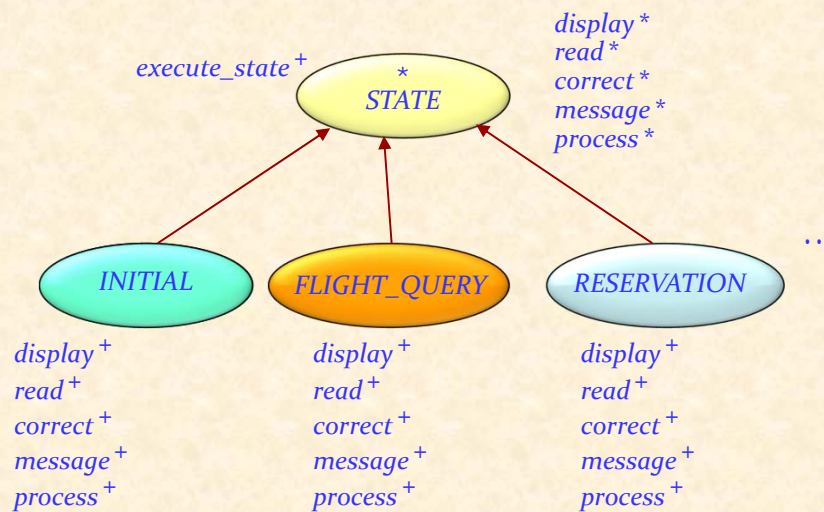 execute_state +
*
STATE
display *
read *
correct *
message *
process *
...
INITIAL
FLIGHT_QUERY
RESERVATION
display +
read +
correct +
message +
process +
display +
read +
correct +
message +
process +
display +
read +
correct +
message +
process +